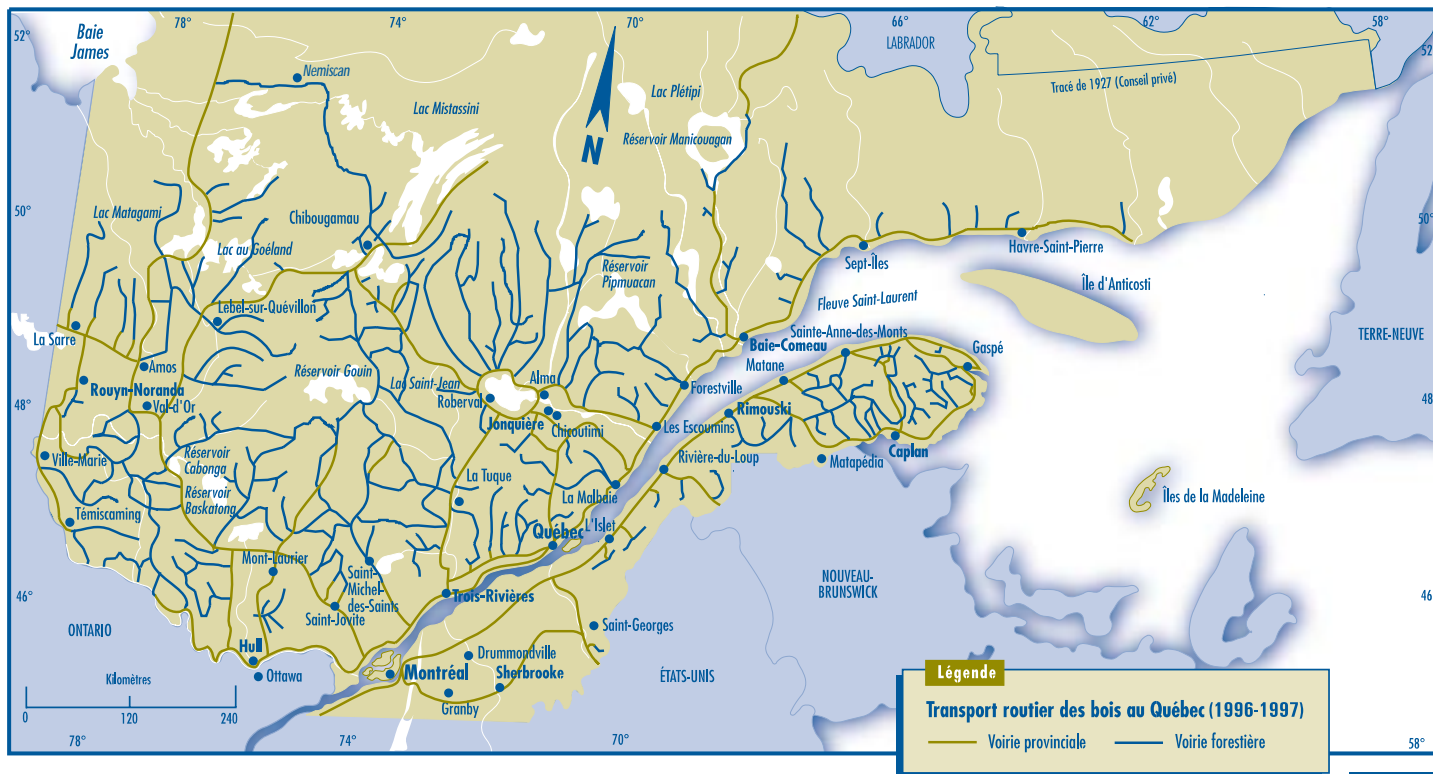 78°
74°
70°
66°
62°
58°
52°
52
Baie
James
LABRADOR
Tracé de 1927 (Conseil privé)
Nemiscan
Lac Mistassini
Lac Plétipi
Réservoir Manicouagan
N
50°
50°
Lac Matagami
Chibougamau
Lac au Goéland
Sept-Îles
Havre-Saint-Pierre
Réservoir
Pipmuacan
Île d'Anticosti
Fleuve Saint-Laurent
Lebel-sur-Quévillon
La Sarre
Sainte-Anne-des-Monts
Baie-Comeau
Gaspé
TERRE-NEUVE
Amos
Réservoir Gouin
Lac Saint-Jean
Alma
Matane
Rouyn-Noranda
Forestville
48°
48
Val-d'Or
Roberval
Rimouski
Jonquière
Chicoutimi
Les Escoumins
Caplan
Ville-Marie
Réservoir
Cabonga
Rivière-du-Loup
Matapédia
La Tuque
Réservoir
Baskatong
La Malbaie
Îles de la Madeleine
Témiscaming
L'Islet
Québec
Mont-Laurier
Saint-
Michel-
des-Saints
NOUVEAU-
BRUNSWICK
46°
46
Trois-Rivières
Saint-Jovite
ONTARIO
Saint-Georges
Hull
Drummondville
Ottawa
Montréal
Sherbrooke
ÉTATS-UNIS
Granby
Kilomètres
0 120 240
Légende
Transport routier des bois au Québec (1996-1997)
Voirie provinciale Voirie forestière
78°
74°
70°
58°